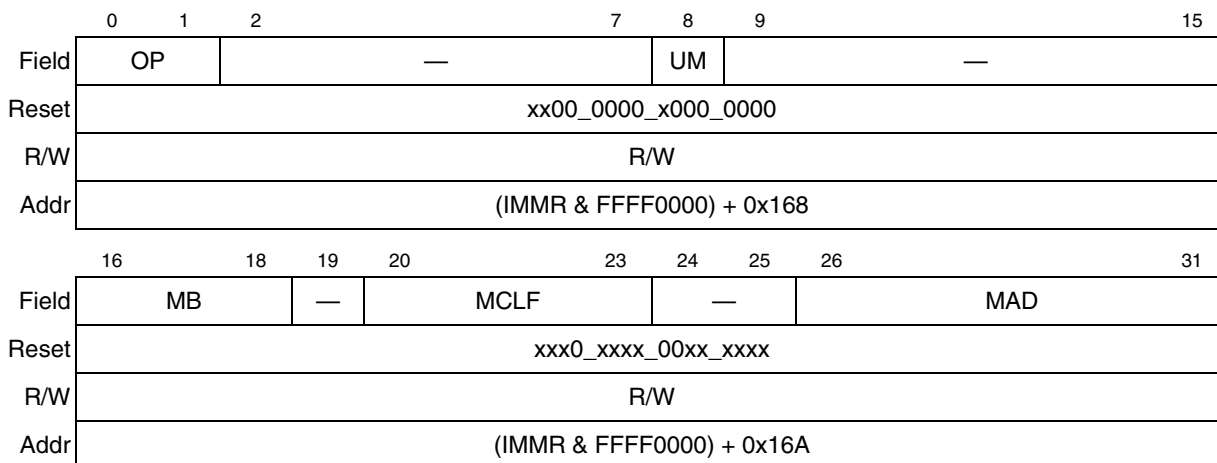 0 1 2 7 8 9 15
Field OP — UM —
Reset xx00_0000_x000_0000
R/W R/W
Addr (IMMR & FFFF0000) + 0x168
16 18 19 20 23 24 25 26 31
Field MB — MCLF — MAD
Reset xxx0_xxxx_00xx_xxxx
R/W R/W
Addr (IMMR & FFFF0000) + 0x16A